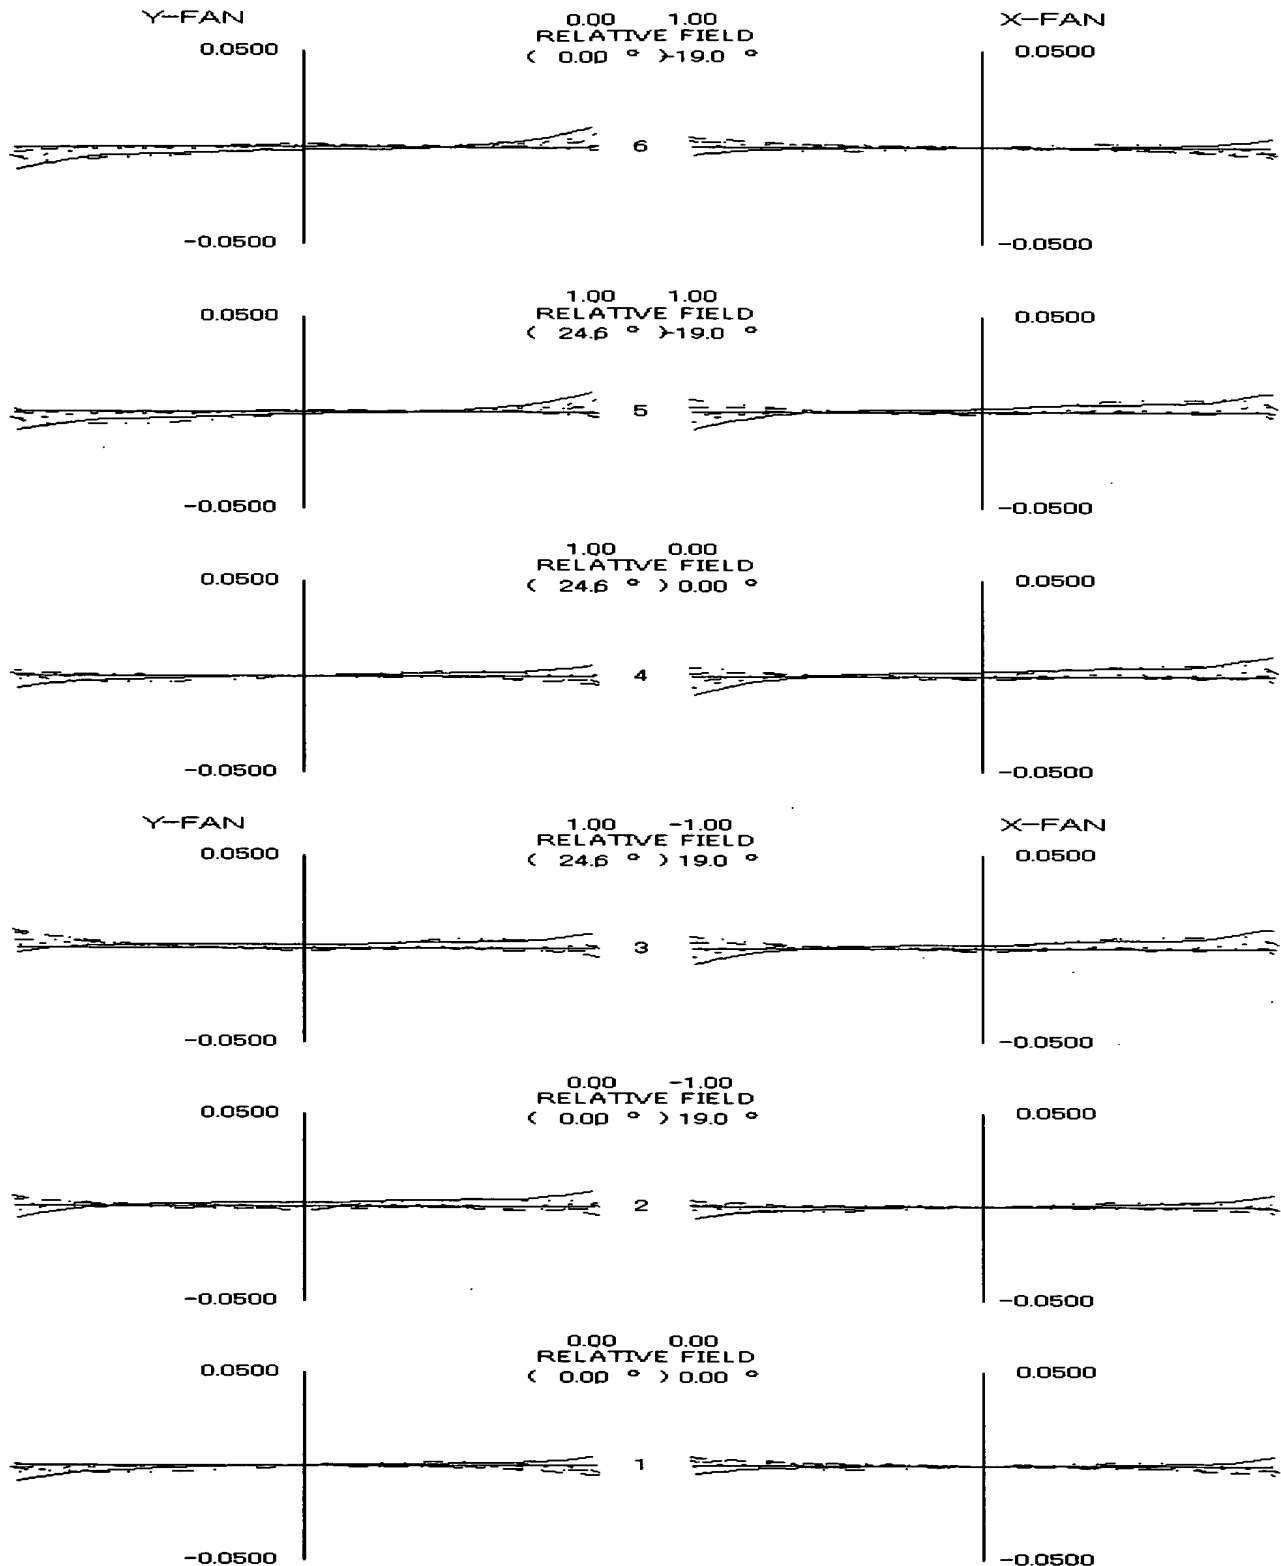 Y-FAN 0.00 1.00 X-FAN
RELATIVE FIELD
0.0500 ( 0.00 ° )-19.0 ° 0.0500
6
-0.0500 -0.0500
1.00 1.00
RELATIVE FIELD
0.0500 ( 24.6 ° )-19.0 ° 0.0500
5
-0.0500 -0.0500
1.00 0.00
RELATIVE FIELD
0.0500 ( 24.6 ° ) 0.00 ° 0.0500
4
-0.0500 -0.0500
Y-FAN 1.00 -1.00 X-FAN
RELATIVE FIELD
0.0500 ( 24.6 ° ) 19.0 ° 0.0500
3
-0.0500 -0.0500
0.00 -1.00
RELATIVE FIELD
0.0500 ( 0.00 ° ) 19.0 ° 0.0500
2
-0.0500 -0.0500
0.00 0.00
RELATIVE FIELD
0.0500 ( 0.00 ° ) 0.00 ° 0.0500
1
-0.0500 -0.0500